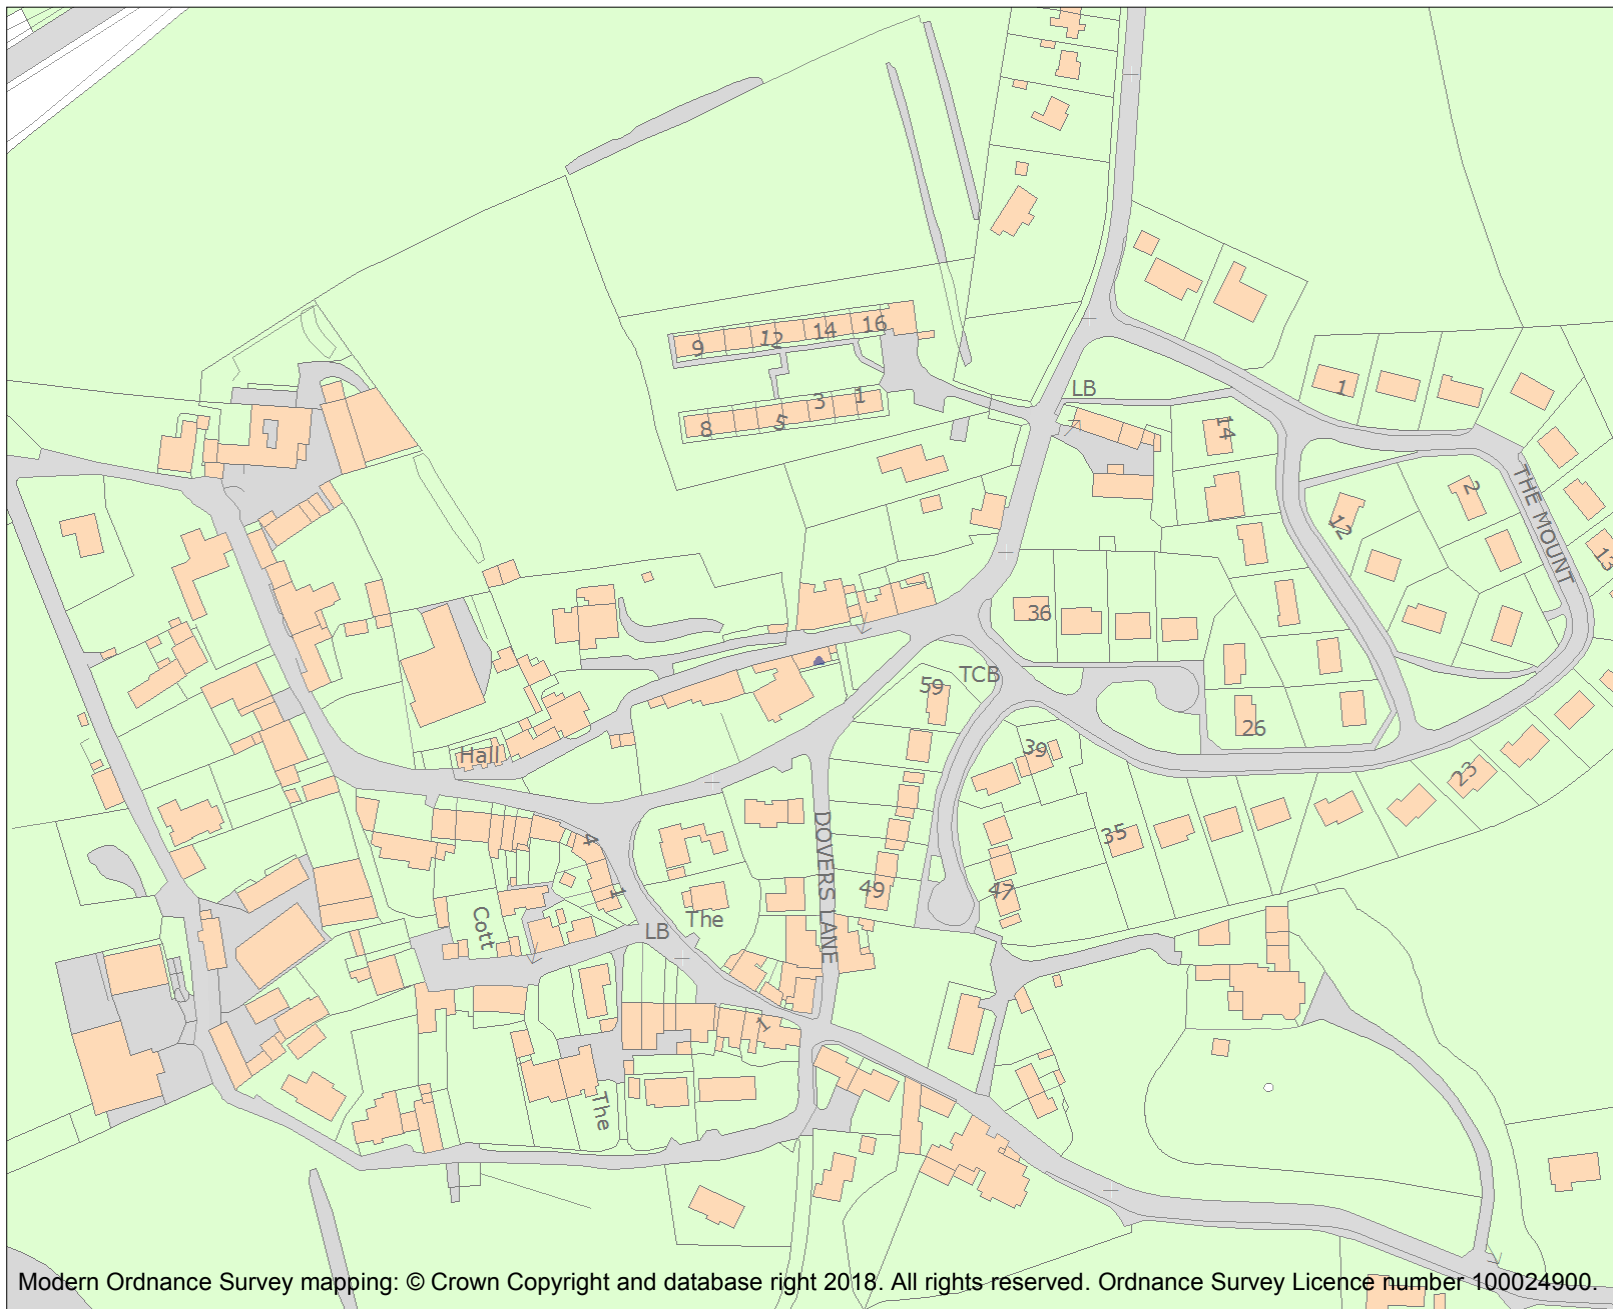 9
12
14
16
8
5
3
1
LB
1
14
12
2
THE MOUNT
13
36
TCB
59
26
Hall
39
23
35
4
1
DOVERS LANE
49
47
Cott
LB
The
1
The
Modern Ordnance Survey mapping: © Crown Copyright and database right 2018. All rights reserved. Ordnance Survey Licence number 100024900.